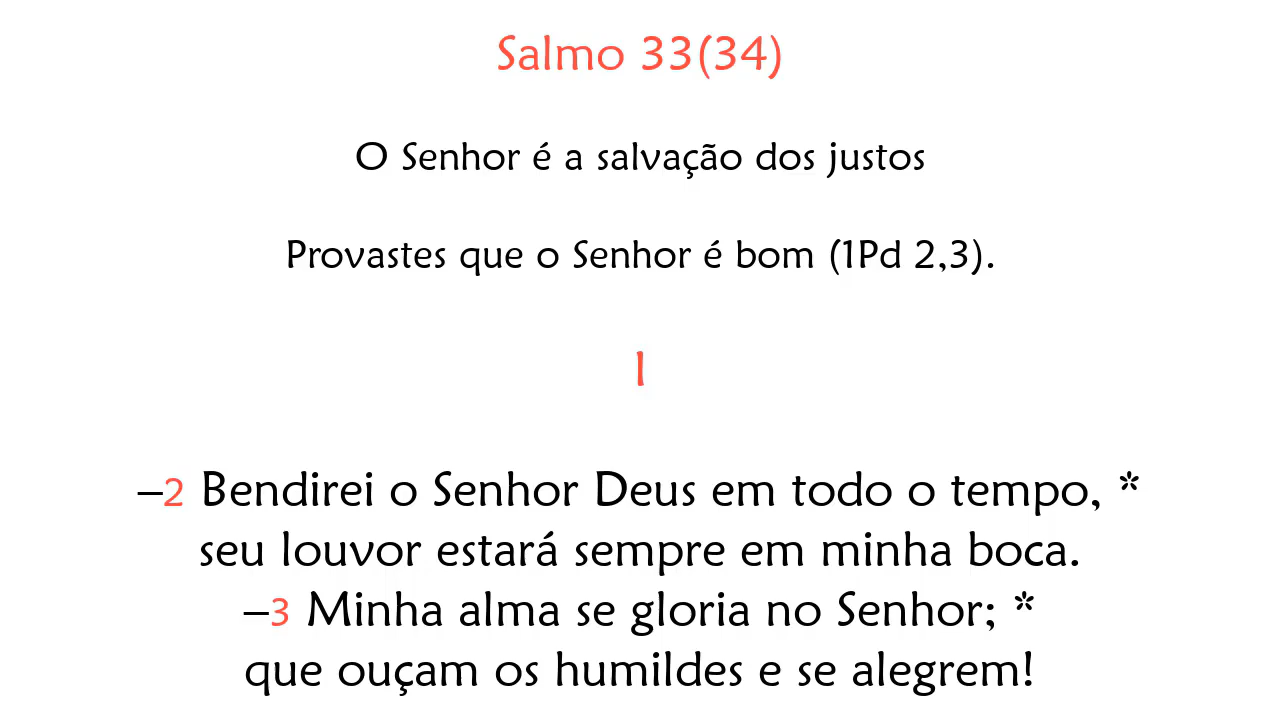 Salmo 33(34)
O Senhor é a salvação dos justos
Provastes que o Senhor é bom (1Pd 2,3).
I
–2 Bendirei o Senhor Deus em todo o tempo, *
seu louvor estará sempre em minha boca.
–3 Minha alma se gloria no Senhor; *
que ouçam os humildes e se alegrem!